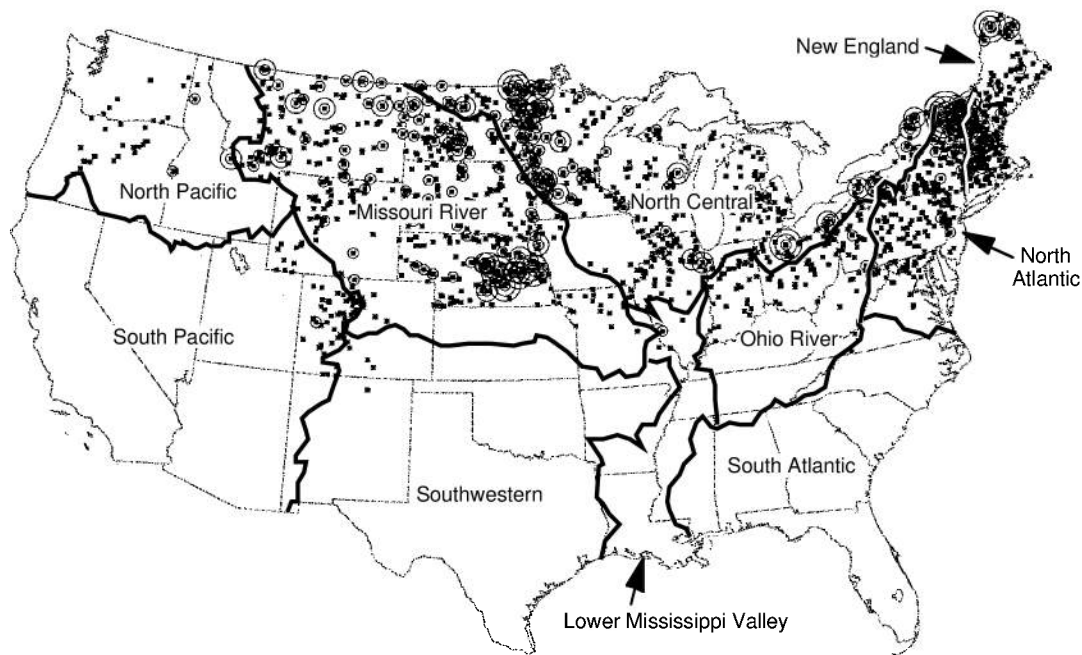 New England
North Pacific
Missouri River
North Central
North
Atlantic
South Pacific
Ohio River
South Atlantic
Southwestern
Lower Mississippi Valley